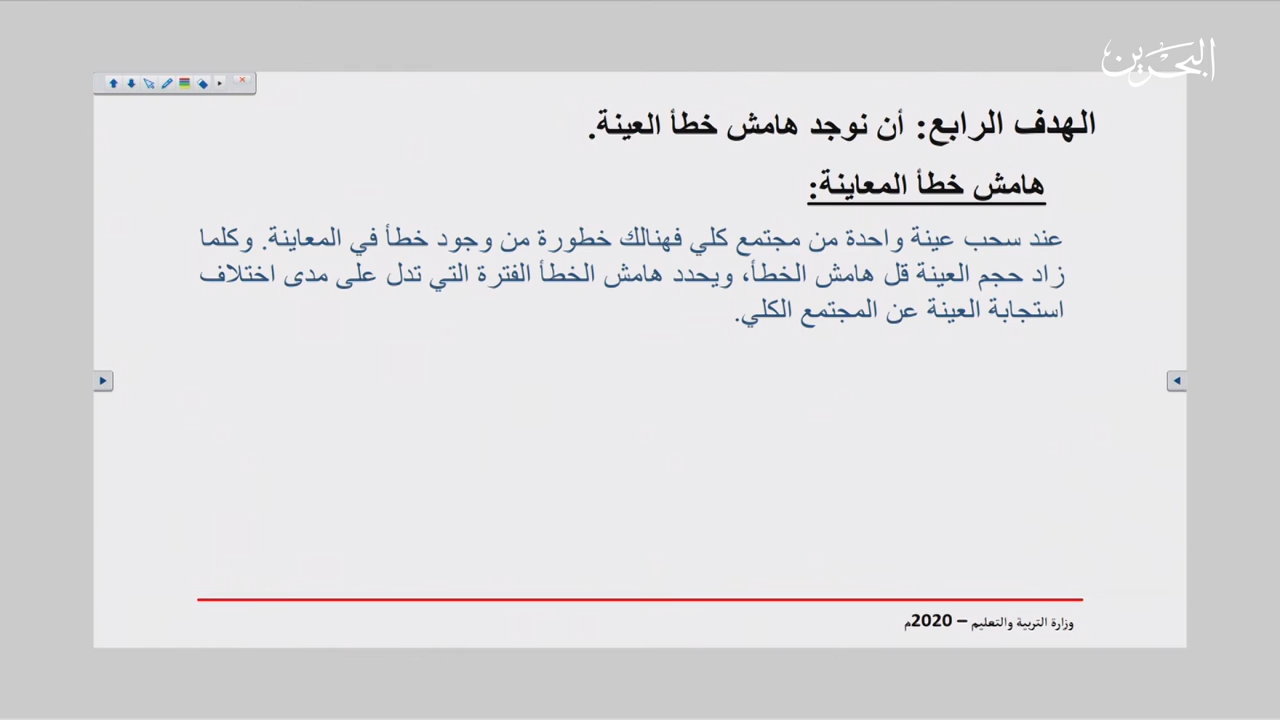 البحرين
الهدف الرابع: أن نوجد هامش خطأ العينة.
هامش خطأ المعاينة:
عند سحب عينة واحدة من مجتمع كلي فهنالك خطورة من وجود خطأ في المعاينة. وكلما
زاد حجم العينة قل هامش الخطأ، ويحدد هامش الخطأ الفترة التي تدل على مدى اختلاف
استجابة العينة عن المجتمع الكلي.
وزارة التربية والتعليم – 2020م